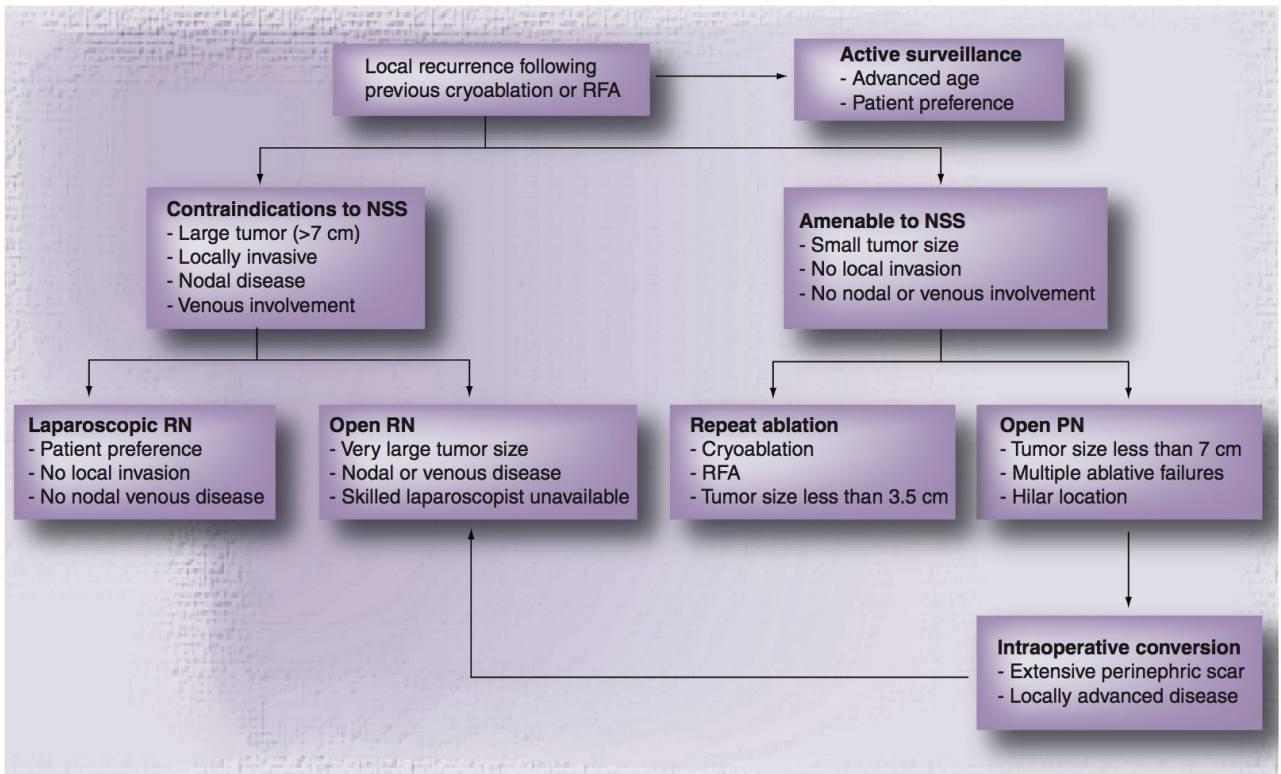 Local recurrence following
previous cryoablation or RFA
Active surveillance
- Advanced age
- Patient preference
Contraindications to NSS
- Large tumor (>7 cm)
- Locally invasive
- Nodal disease
- Venous involvement
Amenable to NSS
- Small tumor size
- No local invasion
- No nodal or venous involvement
Laparoscopic RN
- Patient preference
- No local invasion
- No nodal venous disease
Open RN
- Very large tumor size
- Nodal or venous disease
- Skilled laparoscopist unavailable
Repeat ablation
- Cryoablation
- RFA
- Tumor size less than 3.5 cm
Open PN
- Tumor size less than 7 cm
- Multiple ablative failures
- Hilar location
Intraoperative conversion
- Extensive perinephric scar
- Locally advanced disease